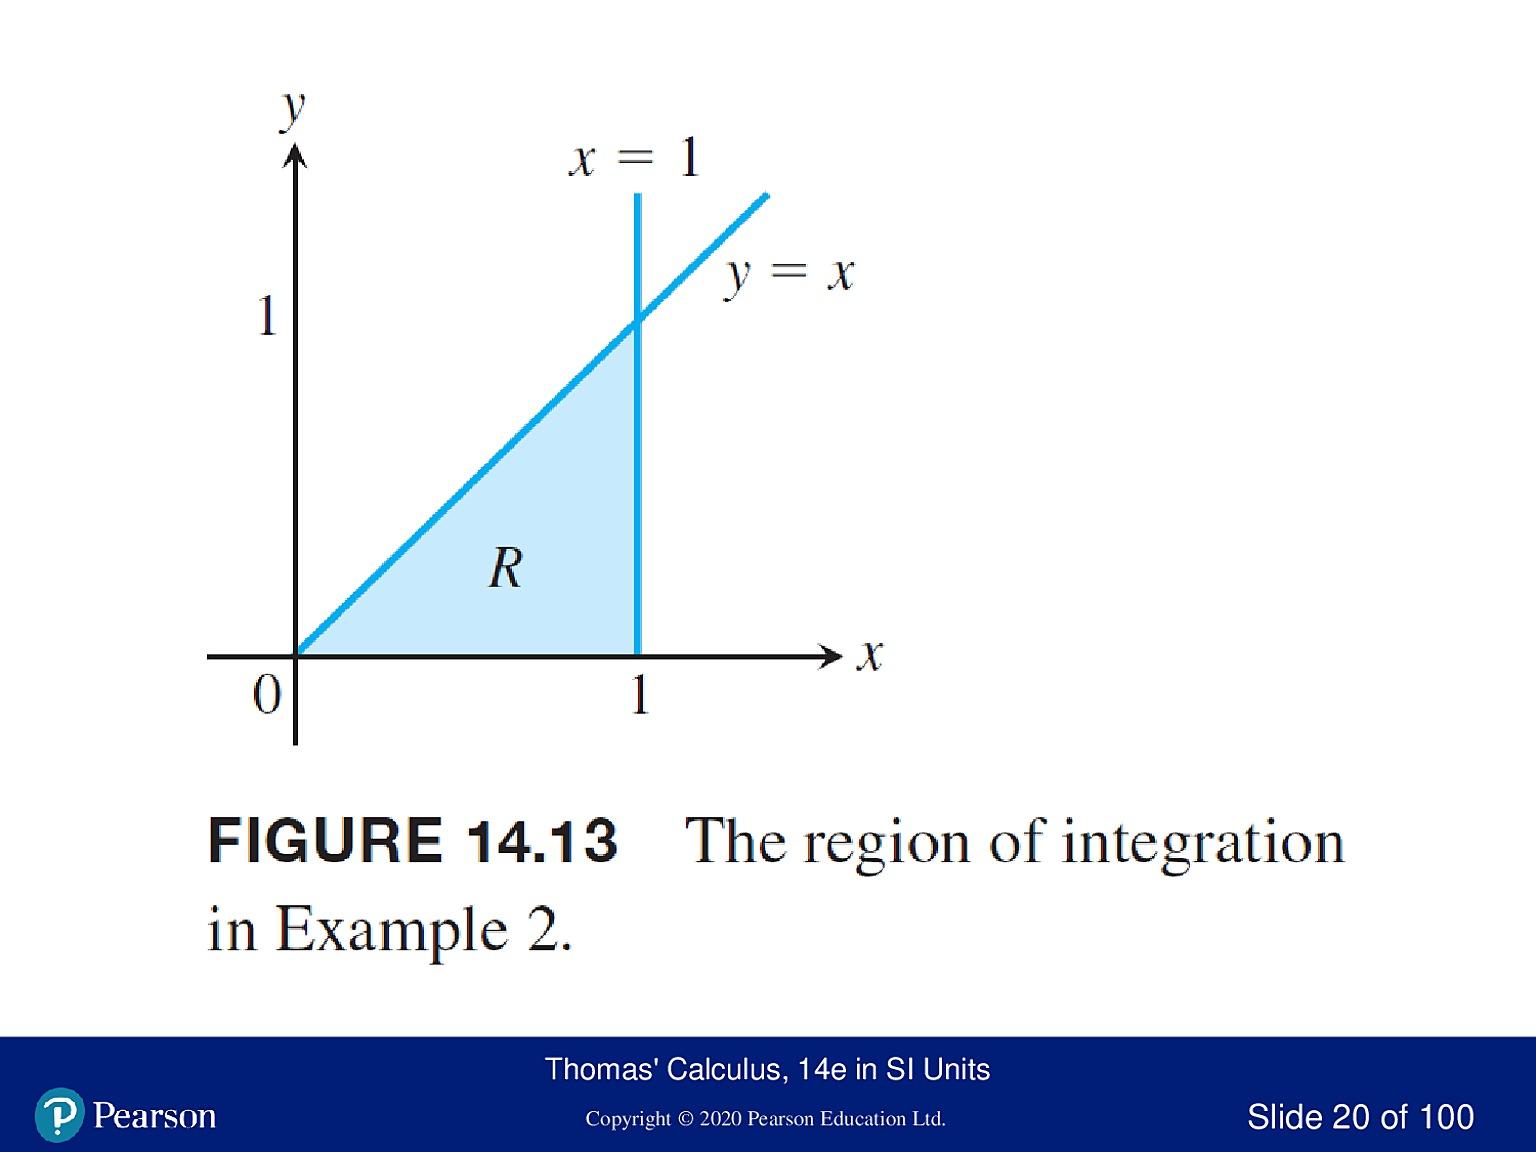 y
x = 1
y = x
1
R
x
0
1
FIGURE 14.13 The region of integration
in Example 2.
Thomas' Calculus, 14e in SI Units
Pearson
Copyright © 2020 Pearson Education Ltd.
Slide 20 of 100